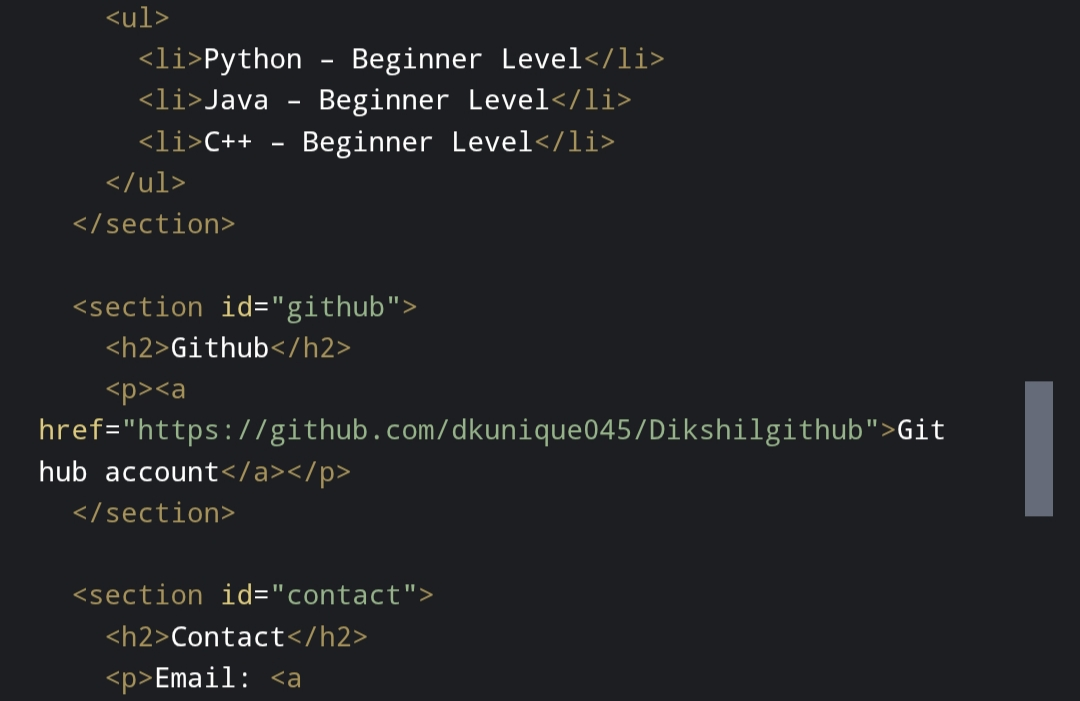 <ul>
<li>Python – Beginner Level</li>
<li>Java – Beginner Level</li>
<li>C++ – Beginner Level</li>
</ul>
</section>
<section id="github">
<h2>Github</h2>
<p><a
href="https://github.com/dkunique045/Dikshilgithub">Git
hub account</a></p>
</section>
<section id="contact">
<h2>Contact</h2>
<p>Email: <a